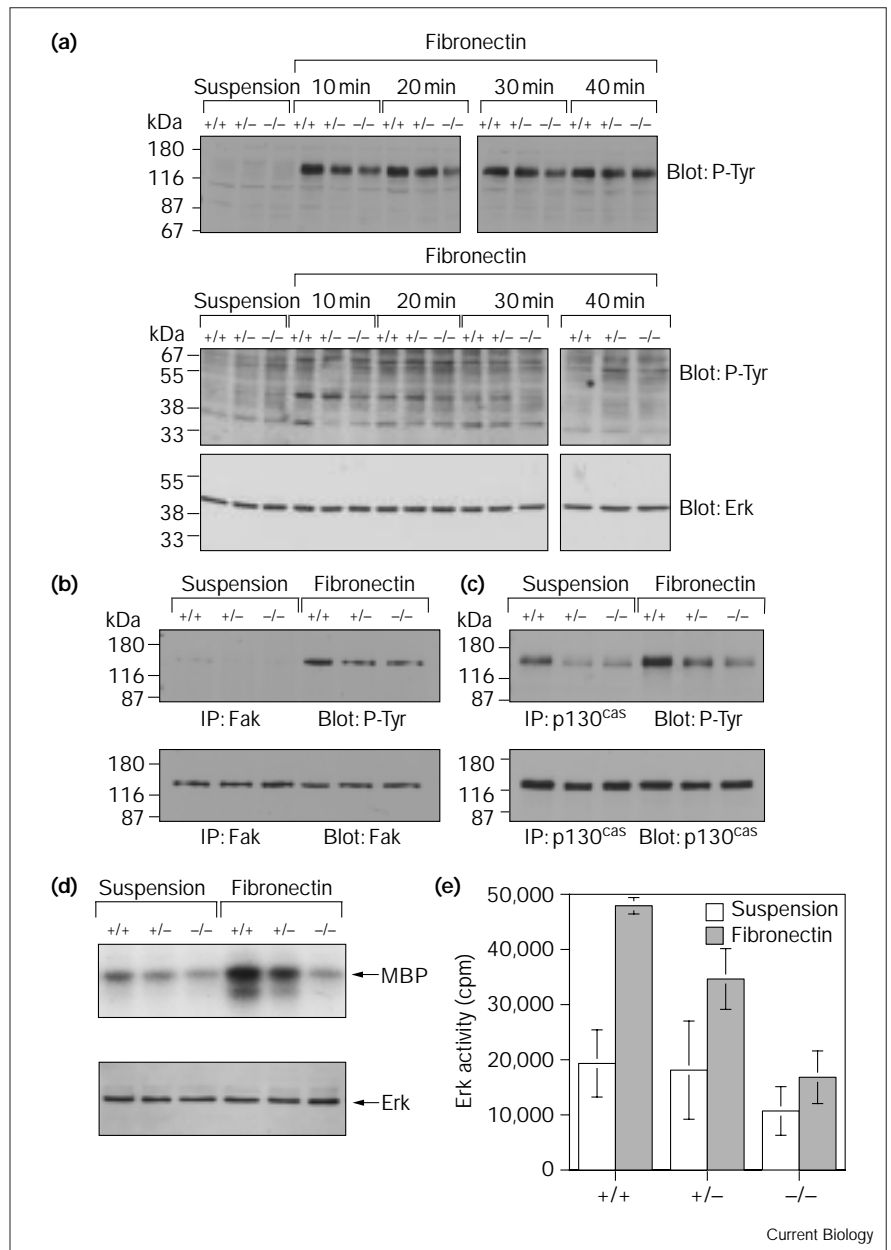 (a)
Fibronectin
Suspension 10 min 20 min 30 min 40 min
kDa +/+ +/− −/− +/+ +/− −/− +/+ +/− −/− +/+ +/− −/− +/+ +/− −/−
180
116
87
67
Blot: P-Tyr
Fibronectin
Suspension 10 min 20 min 30 min 40 min
kDa +/+ +/− −/− +/+ +/− −/− +/+ +/− −/− +/+ +/− −/− +/+ +/− −/−
67
55
38
33
Blot: P-Tyr
55
38
33
Blot: Erk
(b)
Suspension Fibronectin
kDa +/+ +/− −/− +/+ +/− −/−
180
116
87
IP: Fak Blot: P-Tyr
180
116
87
IP: Fak Blot: Fak
(c)
Suspension Fibronectin
kDa +/+ +/− −/− +/+ +/− −/−
180
116
87
IP: p130cas Blot: P-Tyr
180
116
87
IP: p130cas Blot: p130cas
(d)
Suspension Fibronectin
+/+ +/− −/− +/+ +/− −/−
MBP
Erk
(e)
50,000
40,000
30,000
20,000
10,000
0
Erk activity (cpm)
Suspension
Fibronectin
+/+ +/− −/−
Current Biology